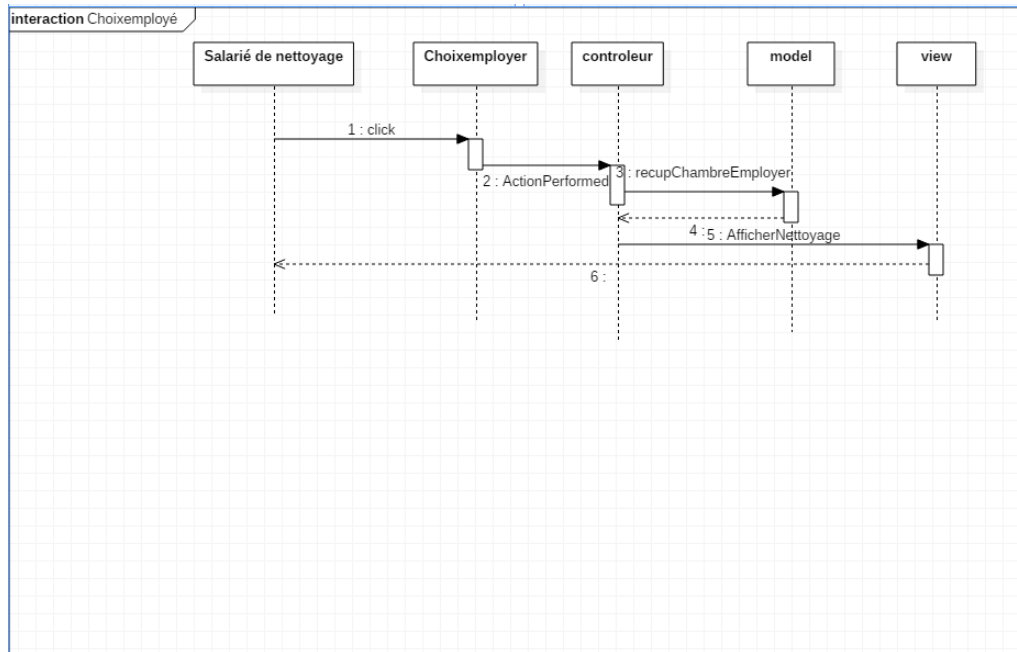 interaction Choixemployé
Salarié de nettoyage
Choixemployer
controleur
model
view
1 : click
2 : ActionPerformed
3 : recupChambreEmployer
4 :
5 : AfficherNettoyage
6 :